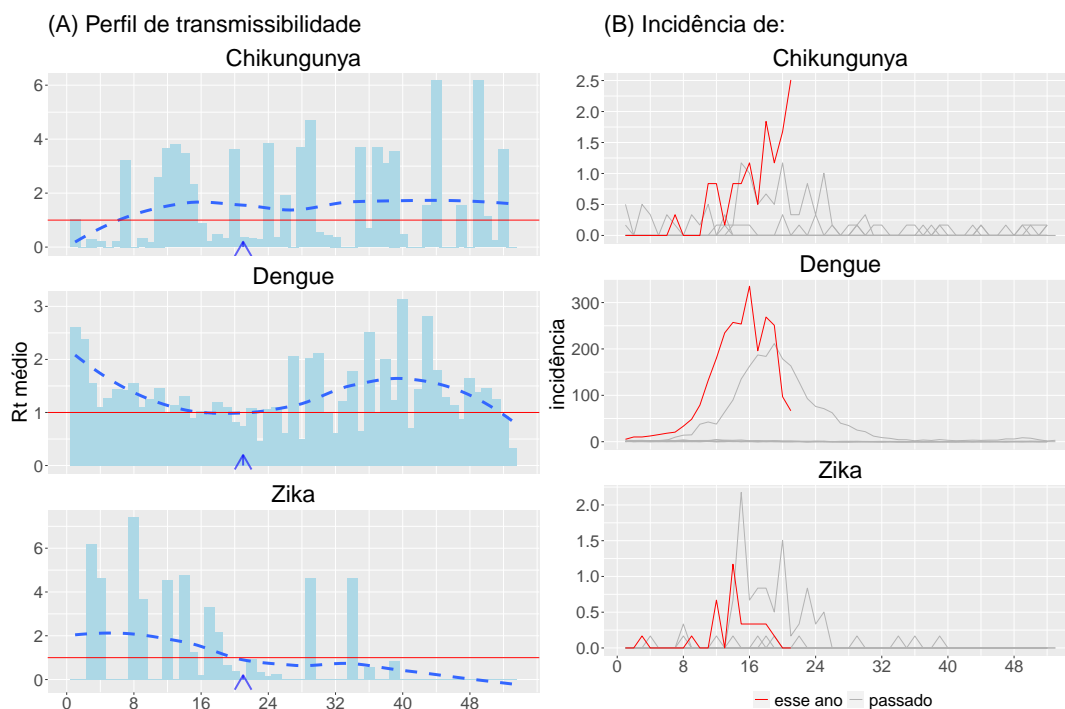 (A) Perfil de transmissibilidade
Chikungunya
6
4
2
0
Dengue
3
2
1
0
Rt médio
Zika
6
4
2
0
0 8 16 24 32 40 48
(B) Incidência de:
Chikungunya
2.5
2.0
1.5
1.0
0.5
0.0
Dengue
300
200
100
0
incidência
Zika
2.0
1.5
1.0
0.5
0.0
0 8 16 24 32 40 48
esse ano passado